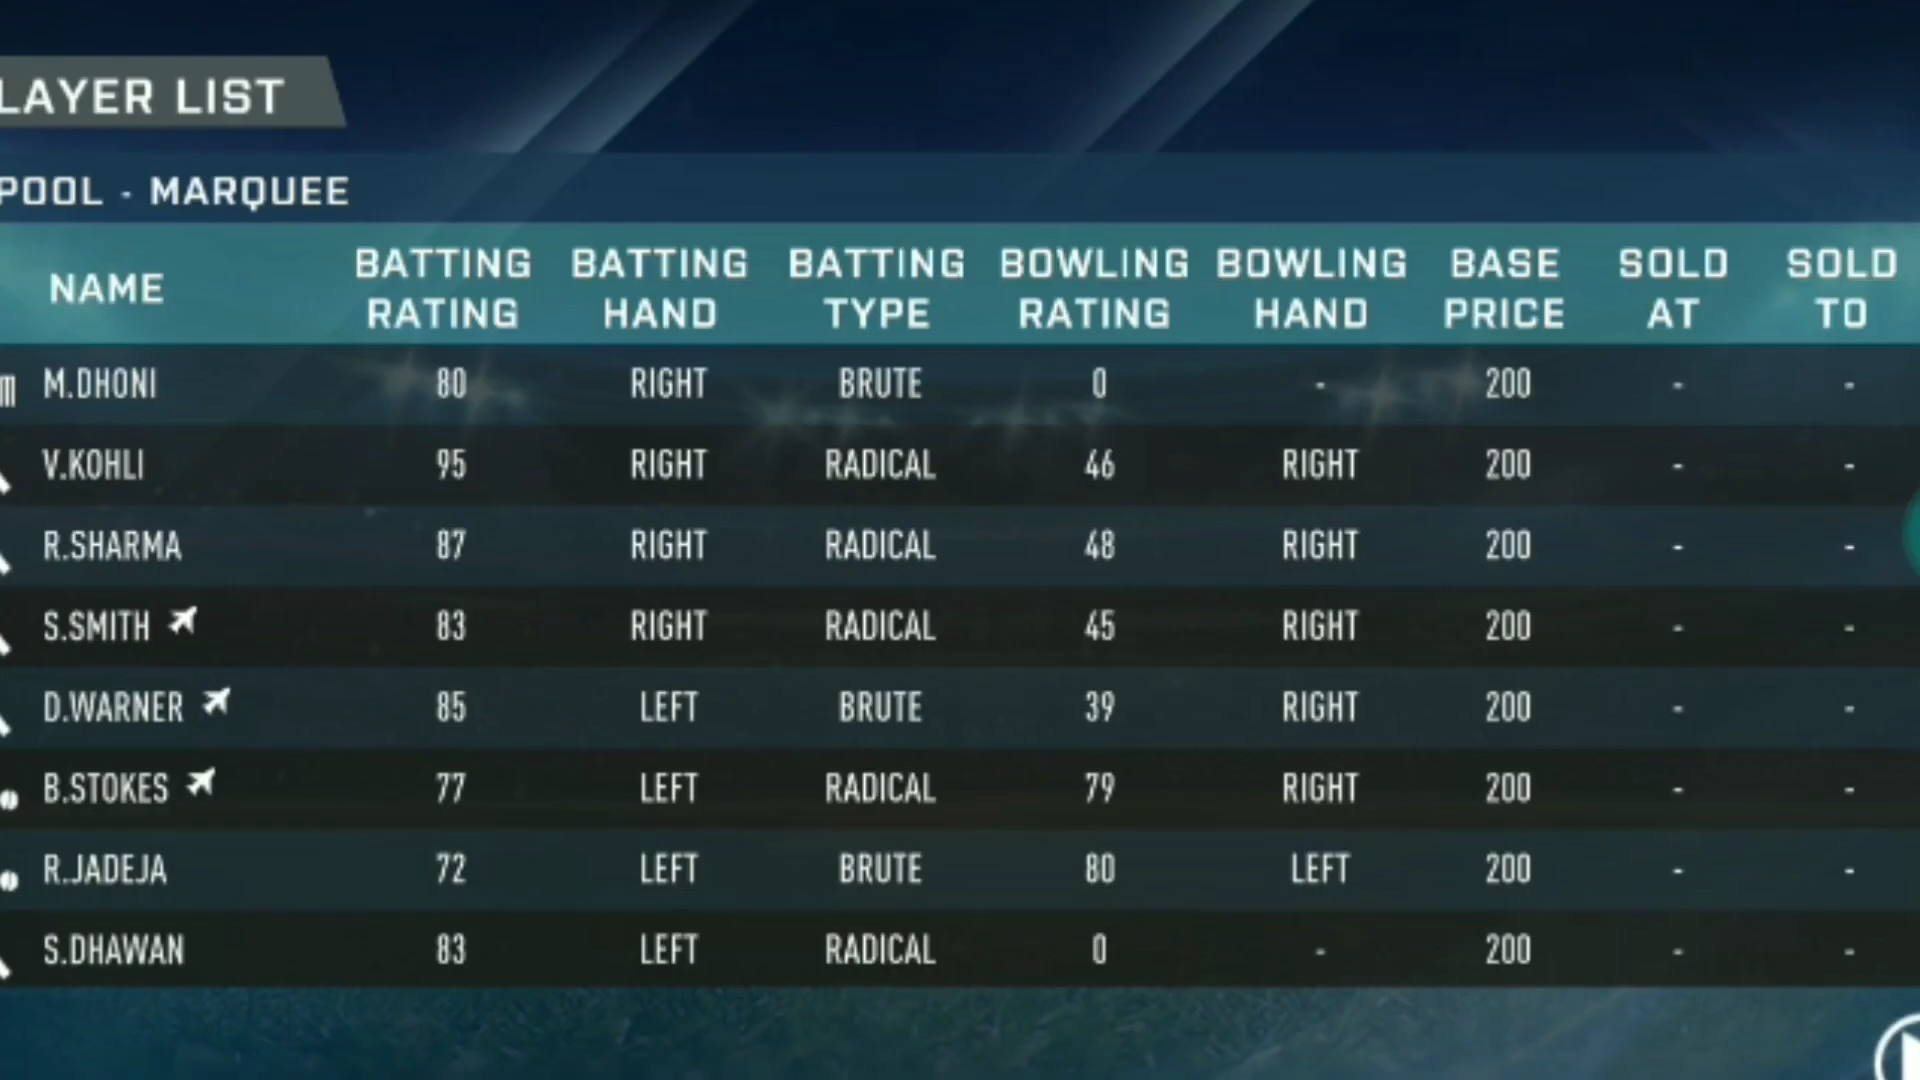 LAYER LIST
POOL - MARQUEE
NAME BATTING RATING BATTING HAND BATTING TYPE BOWLING RATING BOWLING HAND BASE PRICE SOLD AT SOLD TO
M.DHONI 80 RIGHT BRUTE 0 - 200 - -
V.KOHLI 95 RIGHT RADICAL 46 RIGHT 200 - -
R.SHARMA 87 RIGHT RADICAL 48 RIGHT 200 - -
S.SMITH 83 RIGHT RADICAL 45 RIGHT 200 - -
D.WARNER 85 LEFT BRUTE 39 RIGHT 200 - -
B.STOKES 77 LEFT RADICAL 79 RIGHT 200 - -
R.JADEJA 72 LEFT BRUTE 80 LEFT 200 - -
S.DHAWAN 83 LEFT RADICAL 0 - 200 - -